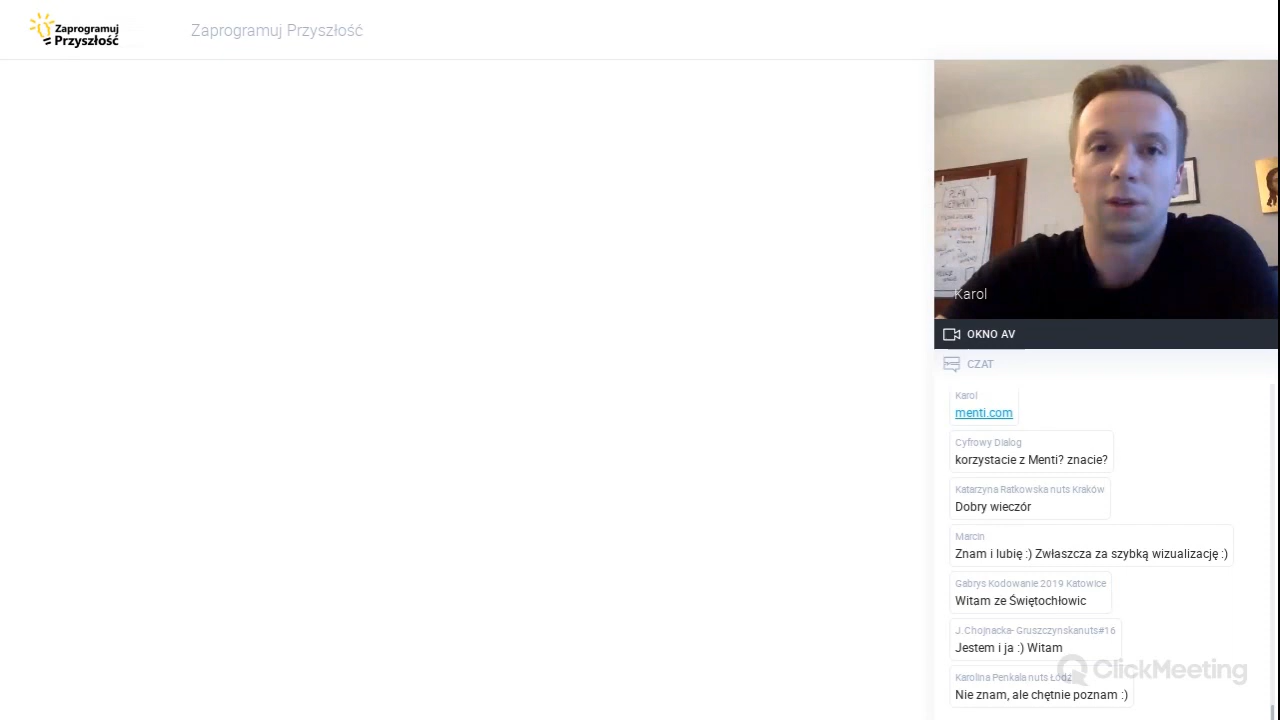 Zaprogruj
Przyszłość
Zaprogramuj Przyszłość
PLAN
Karol
OKNO AV
CZAT
Karol
menti.com
Cyfrowy Dialog
korzystacie z Menti? znacie?
Katarzyna Ratkowska nuts Kraków
Dobry wieczór
Marcin
Znam i lubię :) Zwłaszcza za szybką wizualizację :)
Gabrys Kodowanie 2019 Katowice
Witam ze Świętochłowic
J.Chojnacka- Gruszczynskanuts#16
Jestem i ja :) Witam
ClickMeeting
Karolina Penkala nuts Łódź
Nie znam, ale chętnie poznam :)